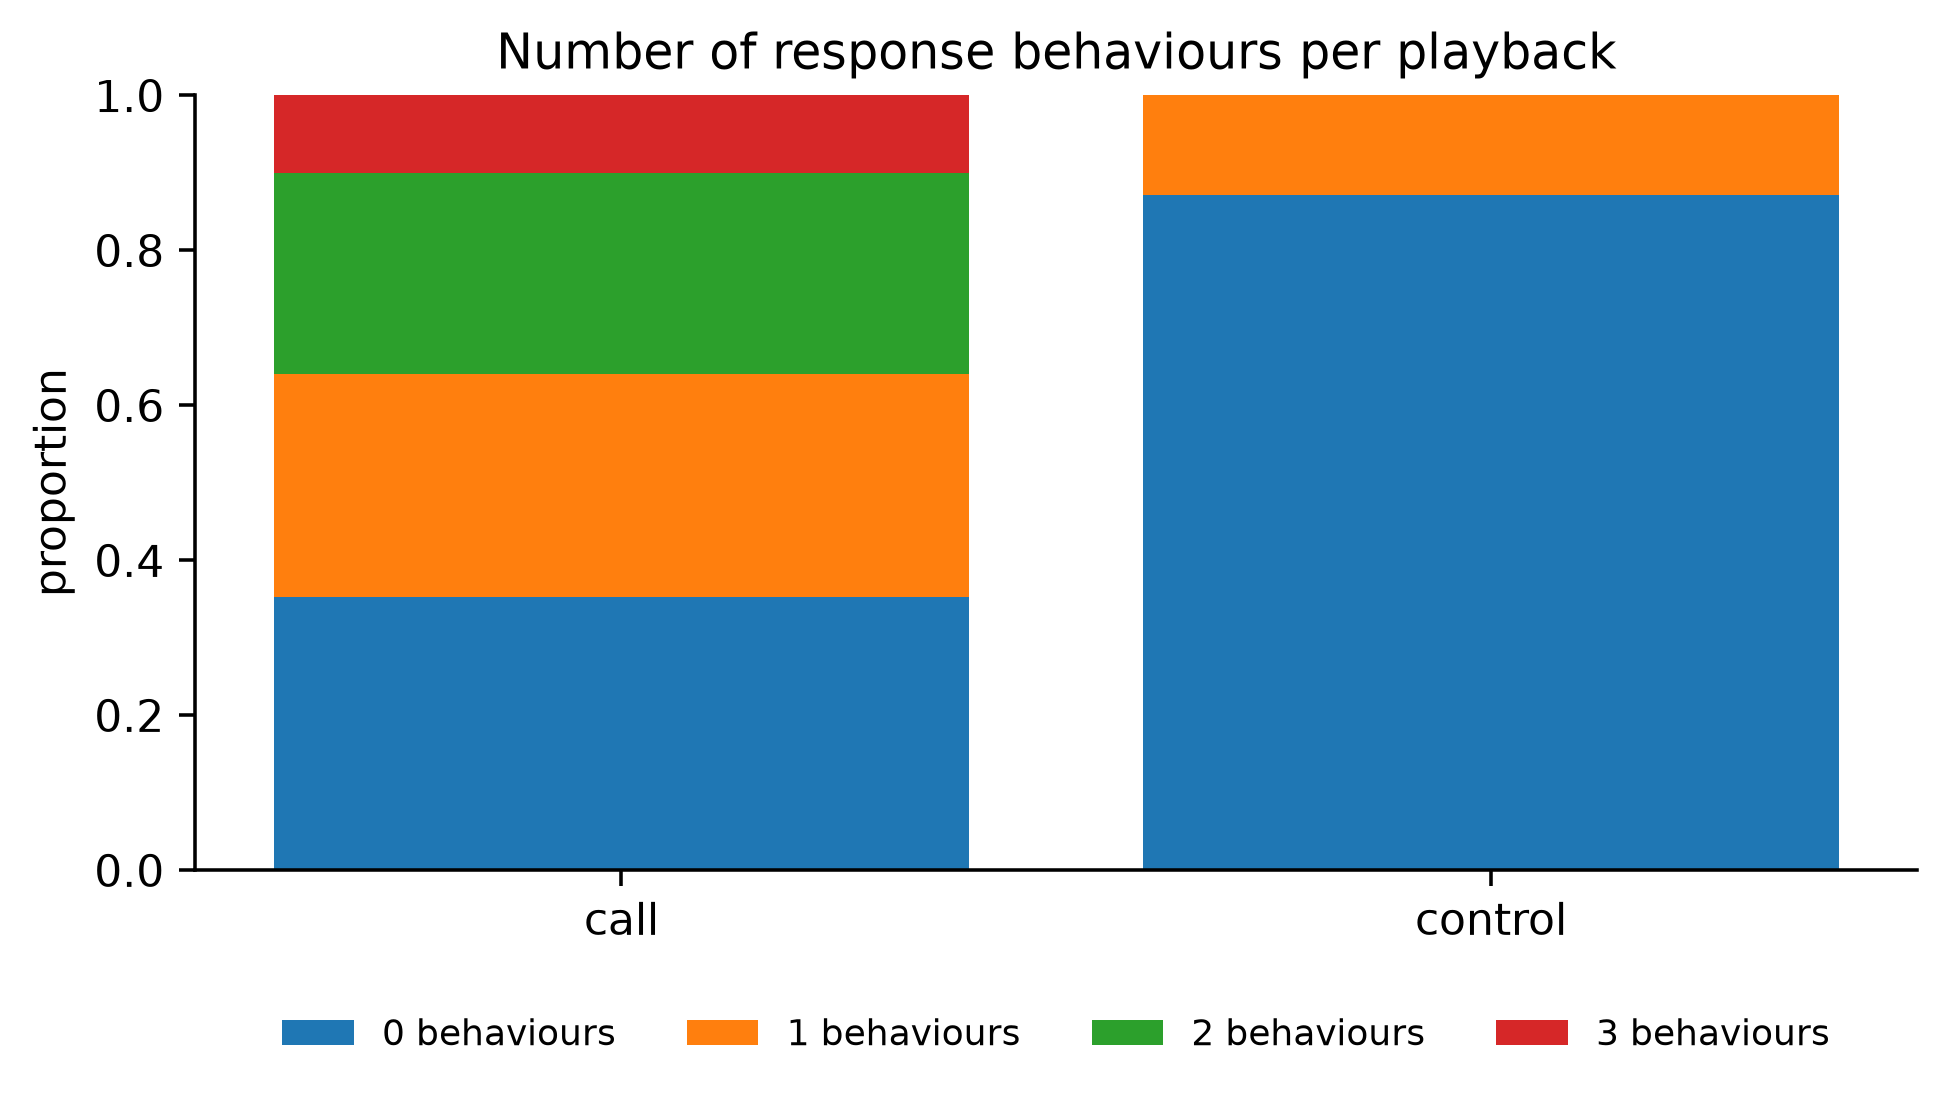 Number of response behaviours per playback
proportion
1.0
0.8
0.6
0.4
0.2
0.0
call control
0 behaviours 1 behaviours 2 behaviours 3 behaviours